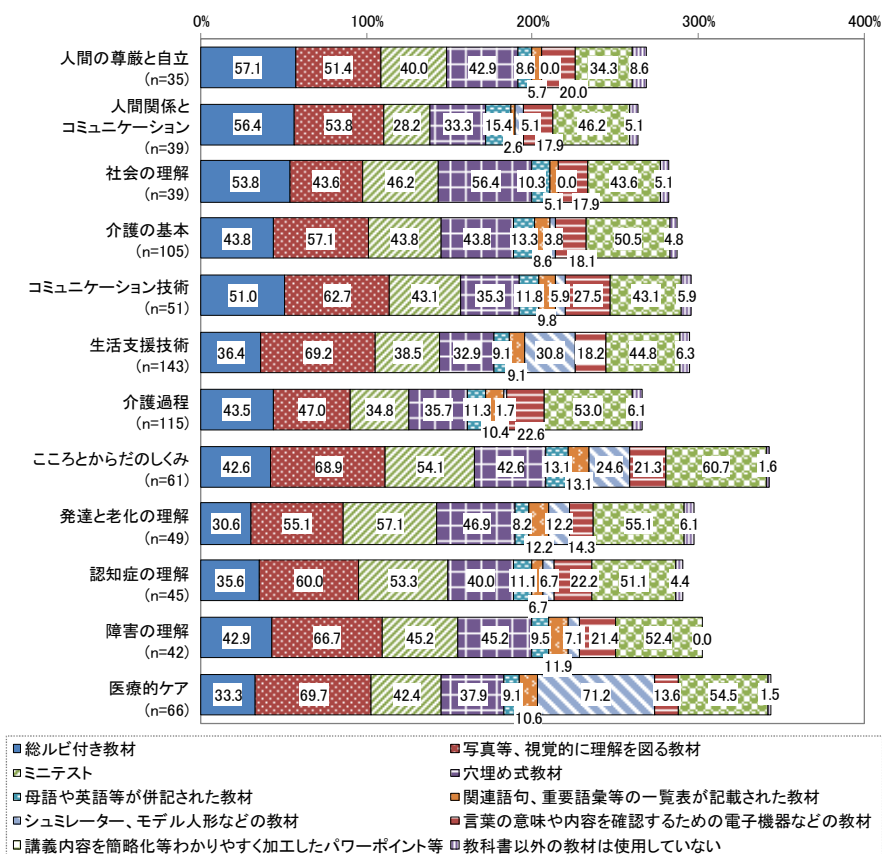 0% 100% 200% 300% 400%
人間の尊厳と自立
(n=35)
57.1 51.4 40.0 42.9 8.6 5.7 0.0 20.0 34.3 8.6
人間関係と
コミュニケーション
(n=39)
56.4 53.8 28.2 33.3 15.4 2.6 5.1 17.9 46.2 5.1
社会の理解
(n=39)
53.8 43.6 46.2 56.4 10.3 5.1 0.0 17.9 43.6 5.1
介護の基本
(n=105)
43.8 57.1 43.8 43.8 13.3 8.6 3.8 18.1 50.5 4.8
コミュニケーション技術
(n=51)
51.0 62.7 43.1 35.3 11.8 9.8 5.9 27.5 43.1 5.9
生活支援技術
(n=143)
36.4 69.2 38.5 32.9 9.1 9.1 30.8 18.2 44.8 6.3
介護過程
(n=115)
43.5 47.0 34.8 35.7 11.3 10.4 1.7 22.6 53.0 6.1
こころとからだのしくみ
(n=61)
42.6 68.9 54.1 42.6 13.1 13.1 24.6 21.3 60.7 1.6
発達と老化の理解
(n=49)
30.6 55.1 57.1 46.9 8.2 12.2 12.2 14.3 55.1 6.1
認知症の理解
(n=45)
35.6 60.0 53.3 40.0 11.1 6.7 6.7 22.2 51.1 4.4
障害の理解
(n=42)
42.9 66.7 45.2 45.2 9.5 11.9 7.1 21.4 52.4 0.0
医療的ケア
(n=66)
33.3 69.7 42.4 37.9 9.1 10.6 71.2 13.6 54.5 1.5
総ルビ付き教材
写真等、視覚的に理解を図る教材
ミニテスト
穴埋め式教材
母語や英語等が併記された教材
関連語句、重要語彙等の一覧表が記載された教材
シュミレーター、モデル人形などの教材
言葉の意味や内容を確認するための電子機器などの教材
講義内容を簡略化等わかりやすく加工したパワーポイント等
教科書以外の教材は使用していない